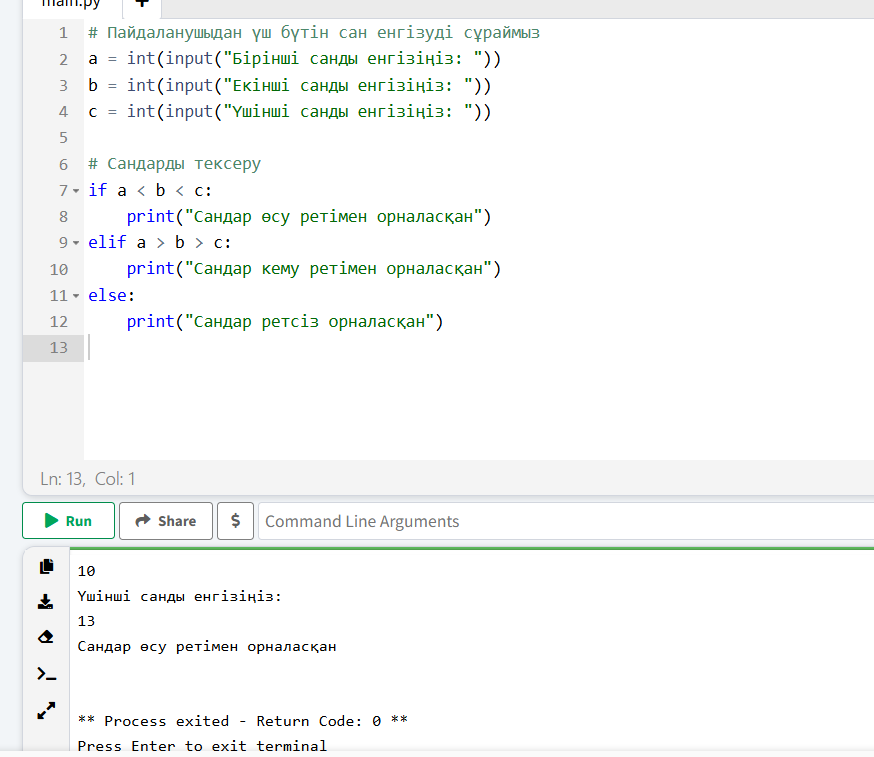 main.py +
1 # Пайдаланушыдан үш бүтін сан енгізуді сұраймыз
2 a = int(input("Бірінші санды енгізіңіз: "))
3 b = int(input("Екінші санды енгізіңіз: "))
4 c = int(input("Үшінші санды енгізіңіз: "))
5
6 # Сандарды тексеру
7 if a < b < c:
8     print("Сандар өсу ретімен орналасқан")
9 elif a > b > c:
10     print("Сандар кему ретімен орналасқан")
11 else:
12     print("Сандар ретсіз орналасқан")
13
Ln: 13, Col: 1
Run Share $ Command Line Arguments
10
Үшінші санды енгізіңіз:
13
Сандар өсу ретімен орналасқан
** Process exited - Return Code: 0 **
Press Enter to exit terminal